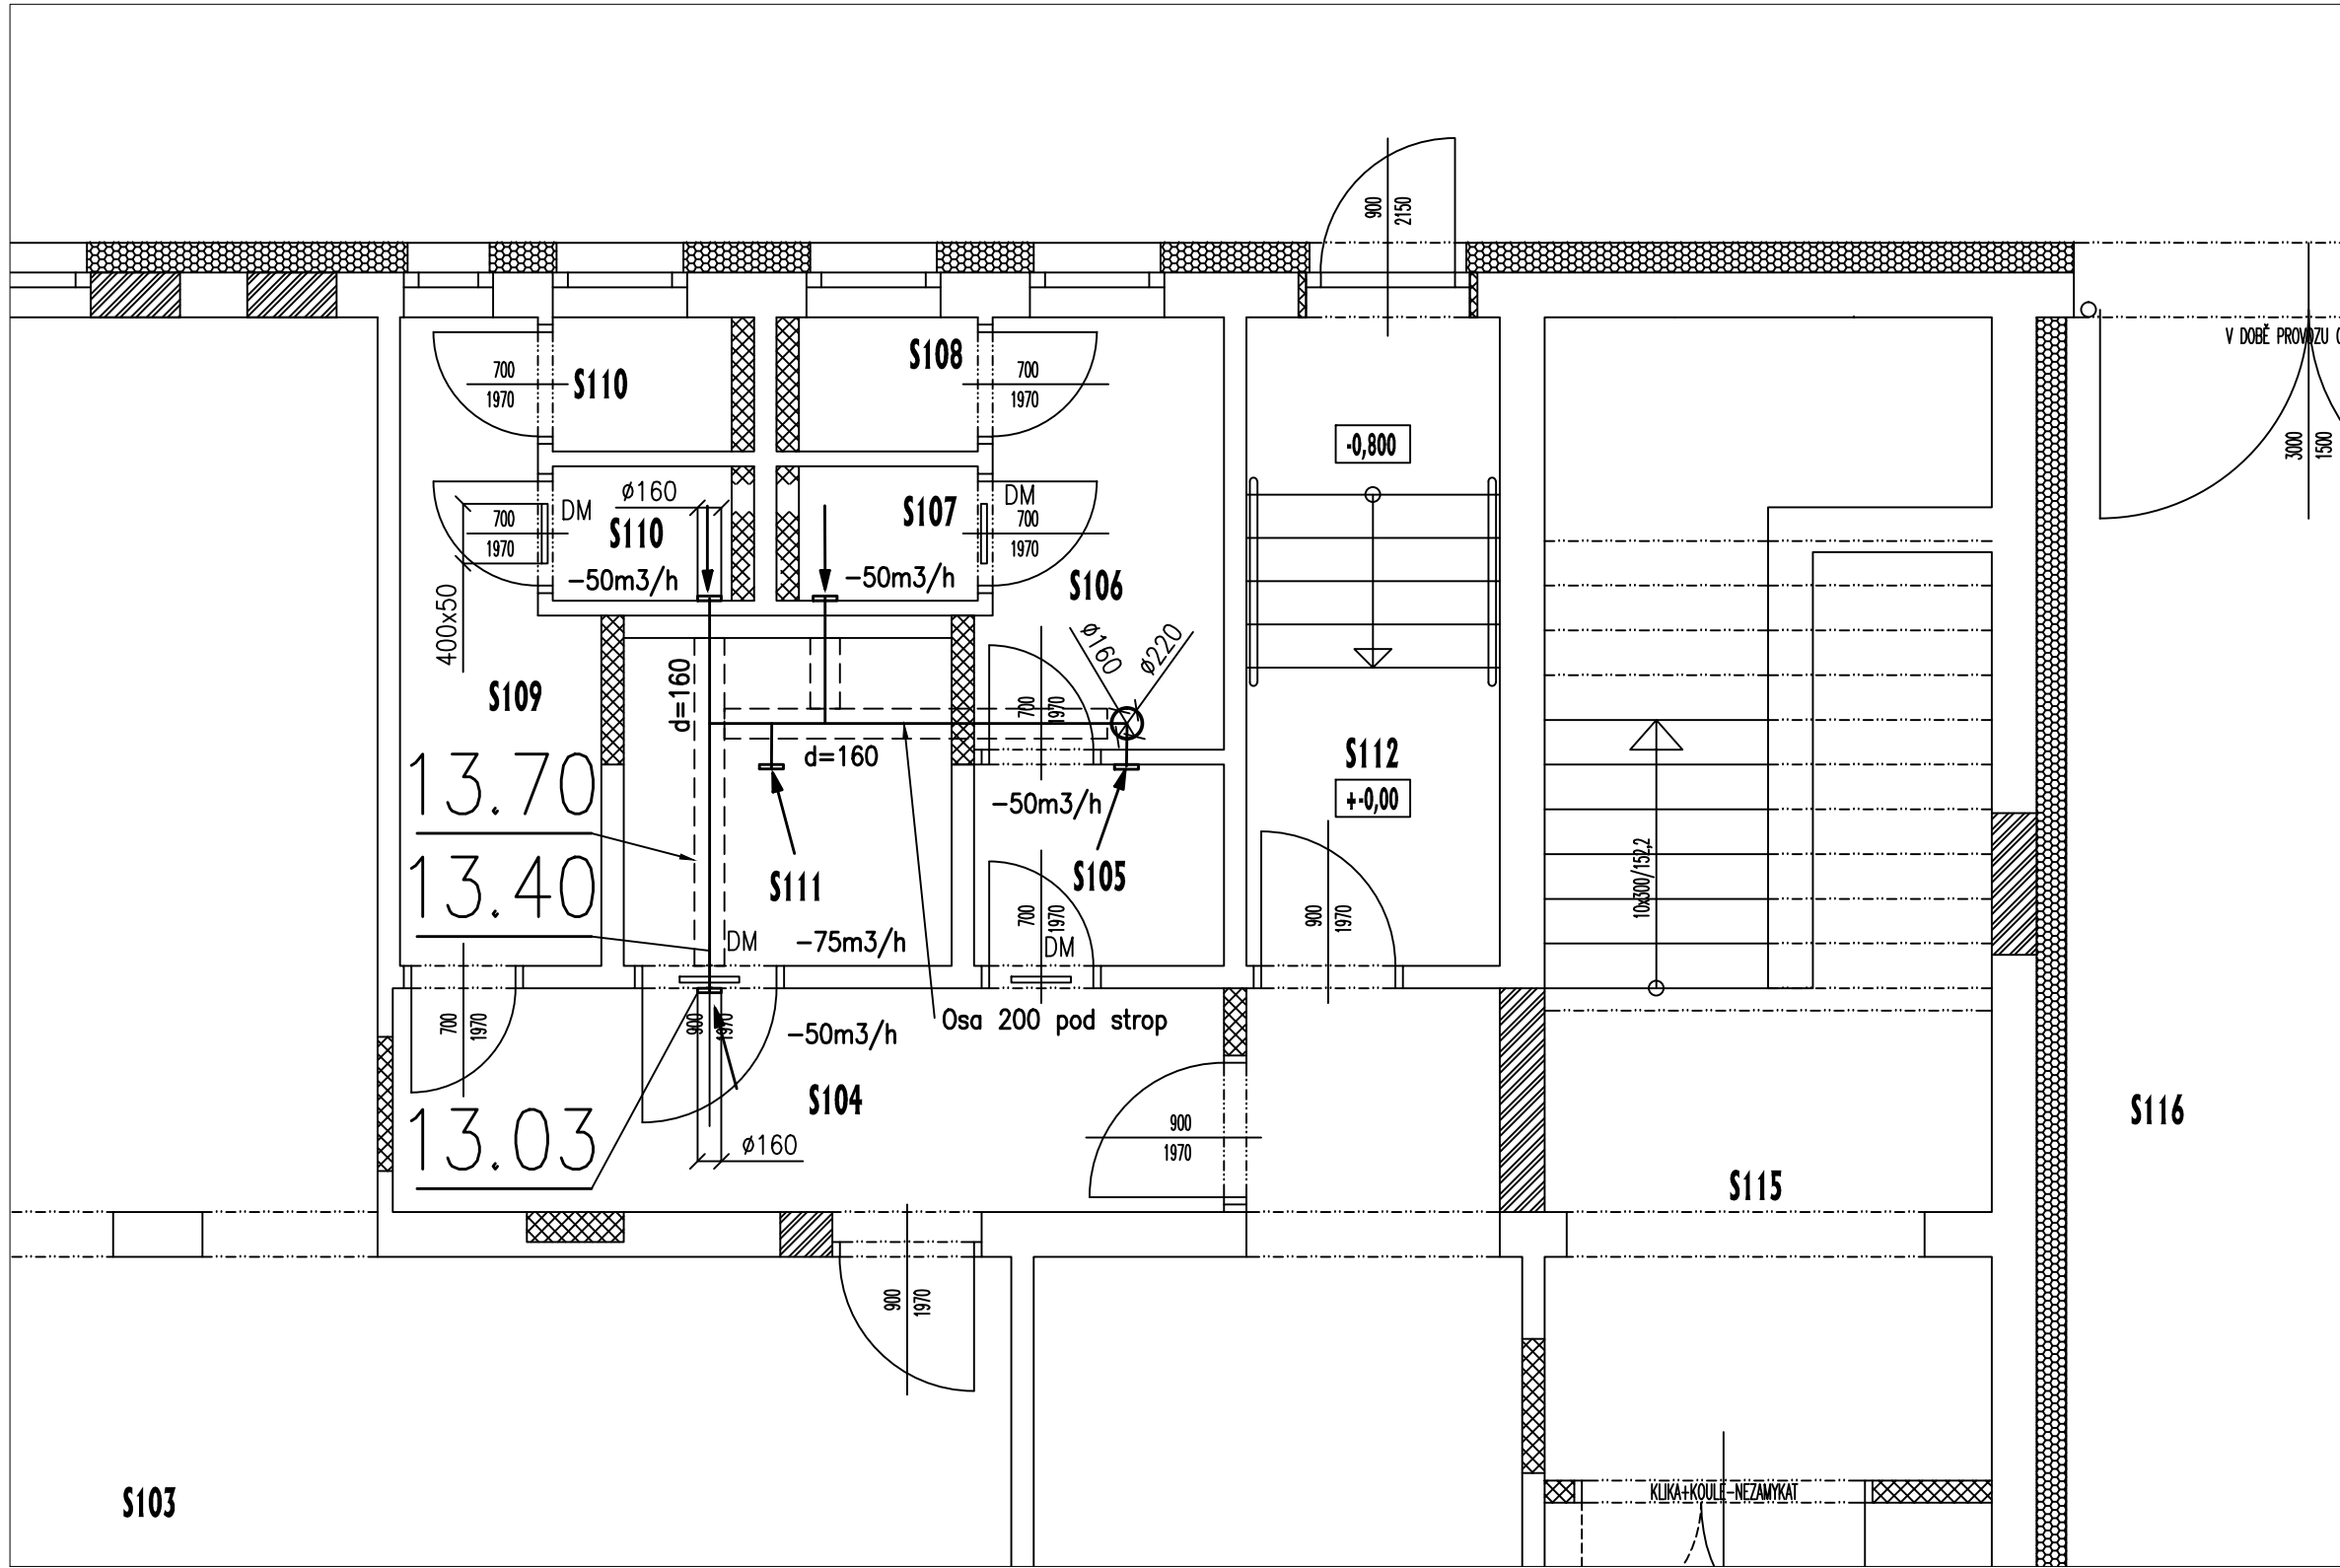 900
2150
V DOBĚ PROVOZU
S108
700
1970
S110
700
1970
-0,800
3000
1500
ø160
DM
S107
DM
700
1970
S110
700
1970
-50m3/h
-50m3/h
S106
400x50
ø160
ø220
d=160
S109
700
1970
d=160
S112
+-0,00
13.70
-50m3/h
13.40
S111
S105
10x300/152,2
700
1970
900
1970
DM
-75m3/h
DM
700
1970
900
1970
-50m3/h
Osa 200 pod strop
S104
13.03
ø160
900
1970
S116
S115
900
1970
S103
KLIKA+KOULE-NEZAMYKAT